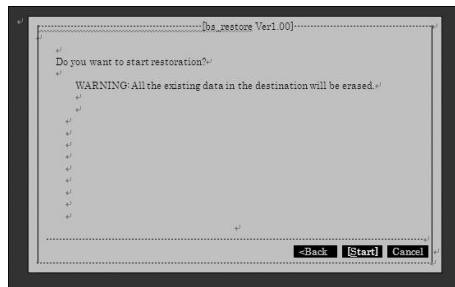 [bs_restore Ver1.00]
Do you want to start restoration?
WARNING: All the existing data in the destination will be erased.
<Back [Start] Cancel